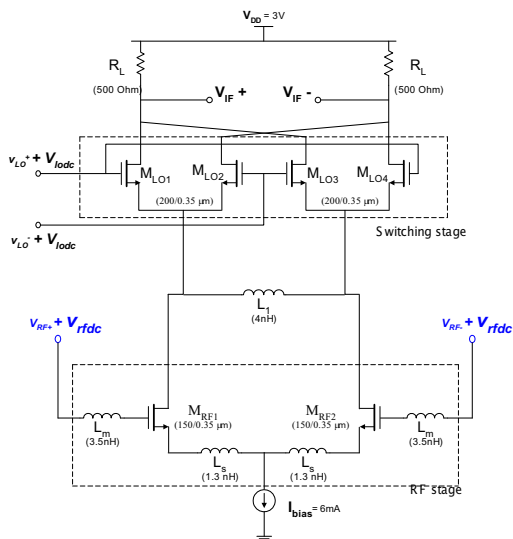 V_DD = 3V
R_L
(500 Ohm)
R_L
(500 Ohm)
V_IF +
V_IF -
v_LO⁺ + V_lodc
M_LO1
M_LO2
M_LO3
M_LO4
(200/0.35 μm)
(200/0.35 μm)
v_LO⁻ + V_lodc
Switching stage
L_1
(4nH)
V_RF+ + V_rfdc
V_RF- + V_rfdc
M_RF1
(150/0.35 μm)
M_RF2
(150/0.35 μm)
L_m
(3.5nH)
L_m
(3.5nH)
L_s
(1.3 nH)
L_s
(1.3 nH)
RF stage
I_bias = 6mA